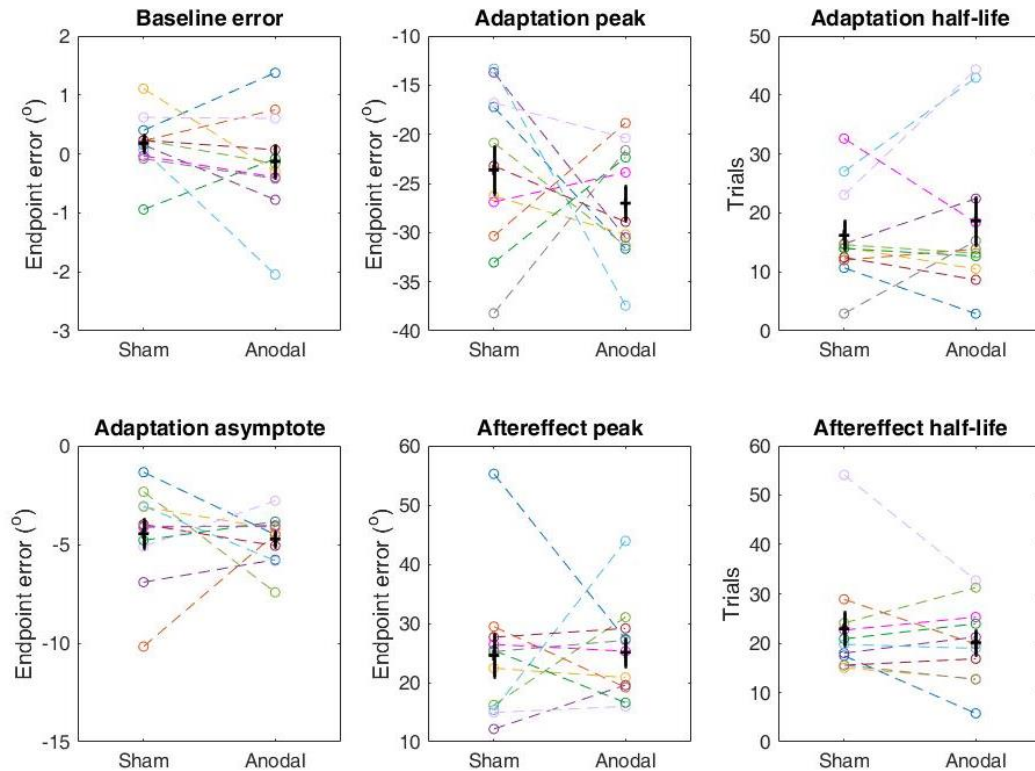 Baseline error
Adaptation peak
Adaptation half-life
2
1
0
-1
-2
-3
Endpoint error (o)
Sham
Anodal
-10
-15
-20
-25
-30
-35
-40
Endpoint error (o)
Sham
Anodal
50
40
30
20
10
0
Trials
Sham
Anodal
Adaptation asymptote
Aftereffect peak
Aftereffect half-life
0
-5
-10
-15
Endpoint error (o)
Sham
Anodal
60
50
40
30
20
10
Endpoint error (o)
Sham
Anodal
60
50
40
30
20
10
0
Trials
Sham
Anodal